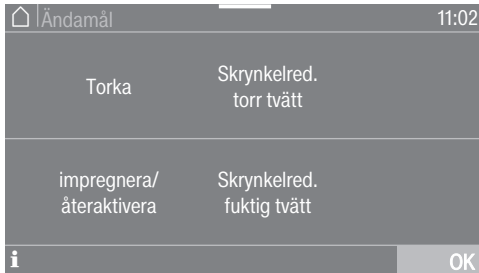 Ändamål 11:02
Torka
Skrynkelred.
torr tvätt
impregnera/
återaktivera
Skrynkelred.
fuktig tvätt
i OK